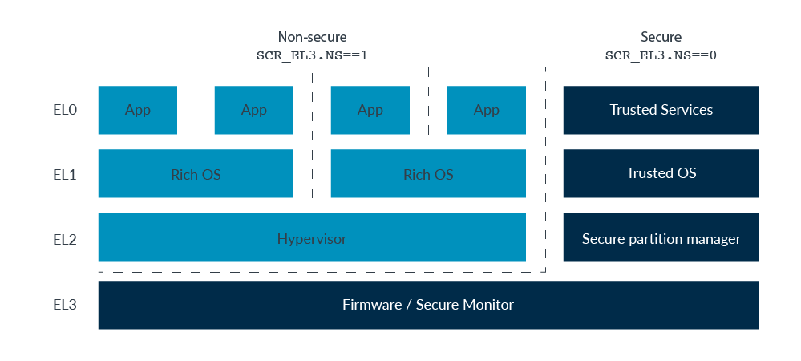 Non-secure
SCR_EL3.NS==1
Secure
SCR_EL3.NS==0
EL0
App
App
App
App
Trusted Services
EL1
Rich OS
Rich OS
Trusted OS
EL2
Hypervisor
Secure partition manager
EL3
Firmware / Secure Monitor